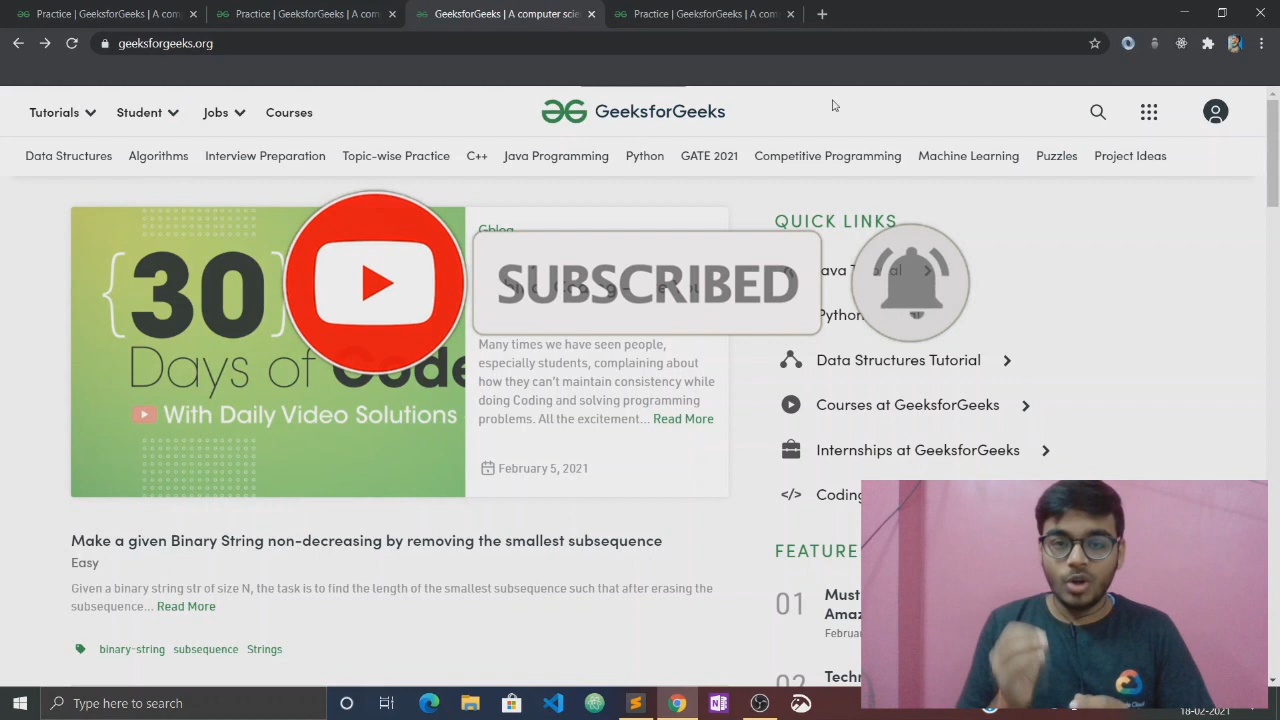 GeeksforGeeks | A comp
Practice | GeeksforGeeks | A com
GeeksforGeeks | A computer scie
Practice | GeeksforGeeks | A com
geeksforgeeks.org
Tutorials Student Jobs Courses
GeeksforGeeks
Data Structures Algorithms Interview Preparation Topic-wise Practice C++ Java Programming Python GATE 2021 Competitive Programming Machine Learning Puzzles Project Ideas
{30}
Days of Code
With Daily Video Solutions
Gblog
SUBSCRIBED
Many times we have seen people,
especially students, complaining about
how they can't maintain consistency while
doing Coding and solving programming
problems. All the excitement... Read More
February 5, 2021
QUICK LINKS
Python
Data Structures Tutorial
Courses at GeeksforGeeks
Internships at GeeksforGeeks
</> Coding
Make a given Binary String non-decreasing by removing the smallest subsequence
Easy
Given a binary string str of size N, the task is to find the length of the smallest subsequence such that after erasing the
subsequence... Read More
binary-string subsequence Strings
FEATURE
01 Must
Amaz
Februar
02 Techn
Type here to search
18-02-2021